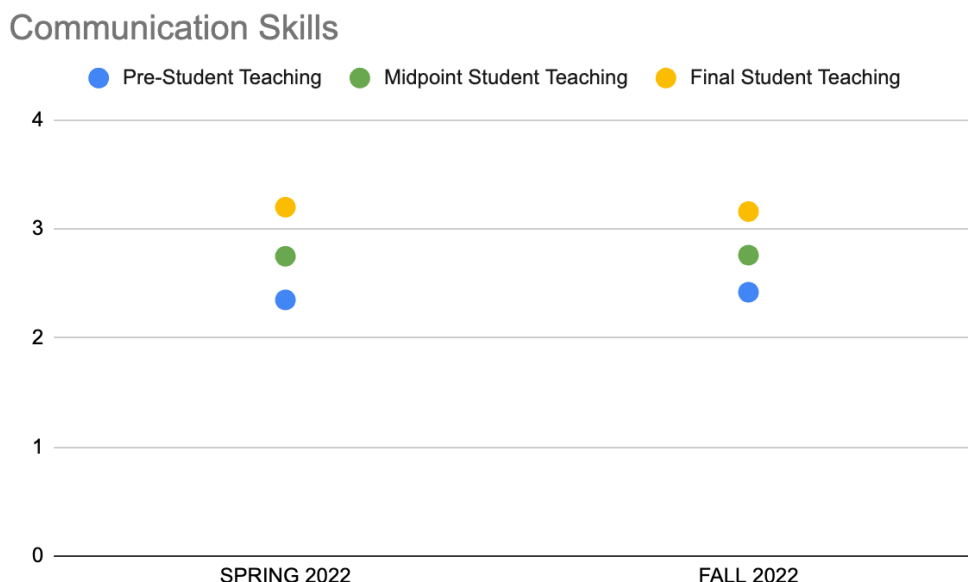 Communication Skills
Pre-Student Teaching Midpoint Student Teaching Final Student Teaching
4
3
2
1
0
SPRING 2022 FALL 2022